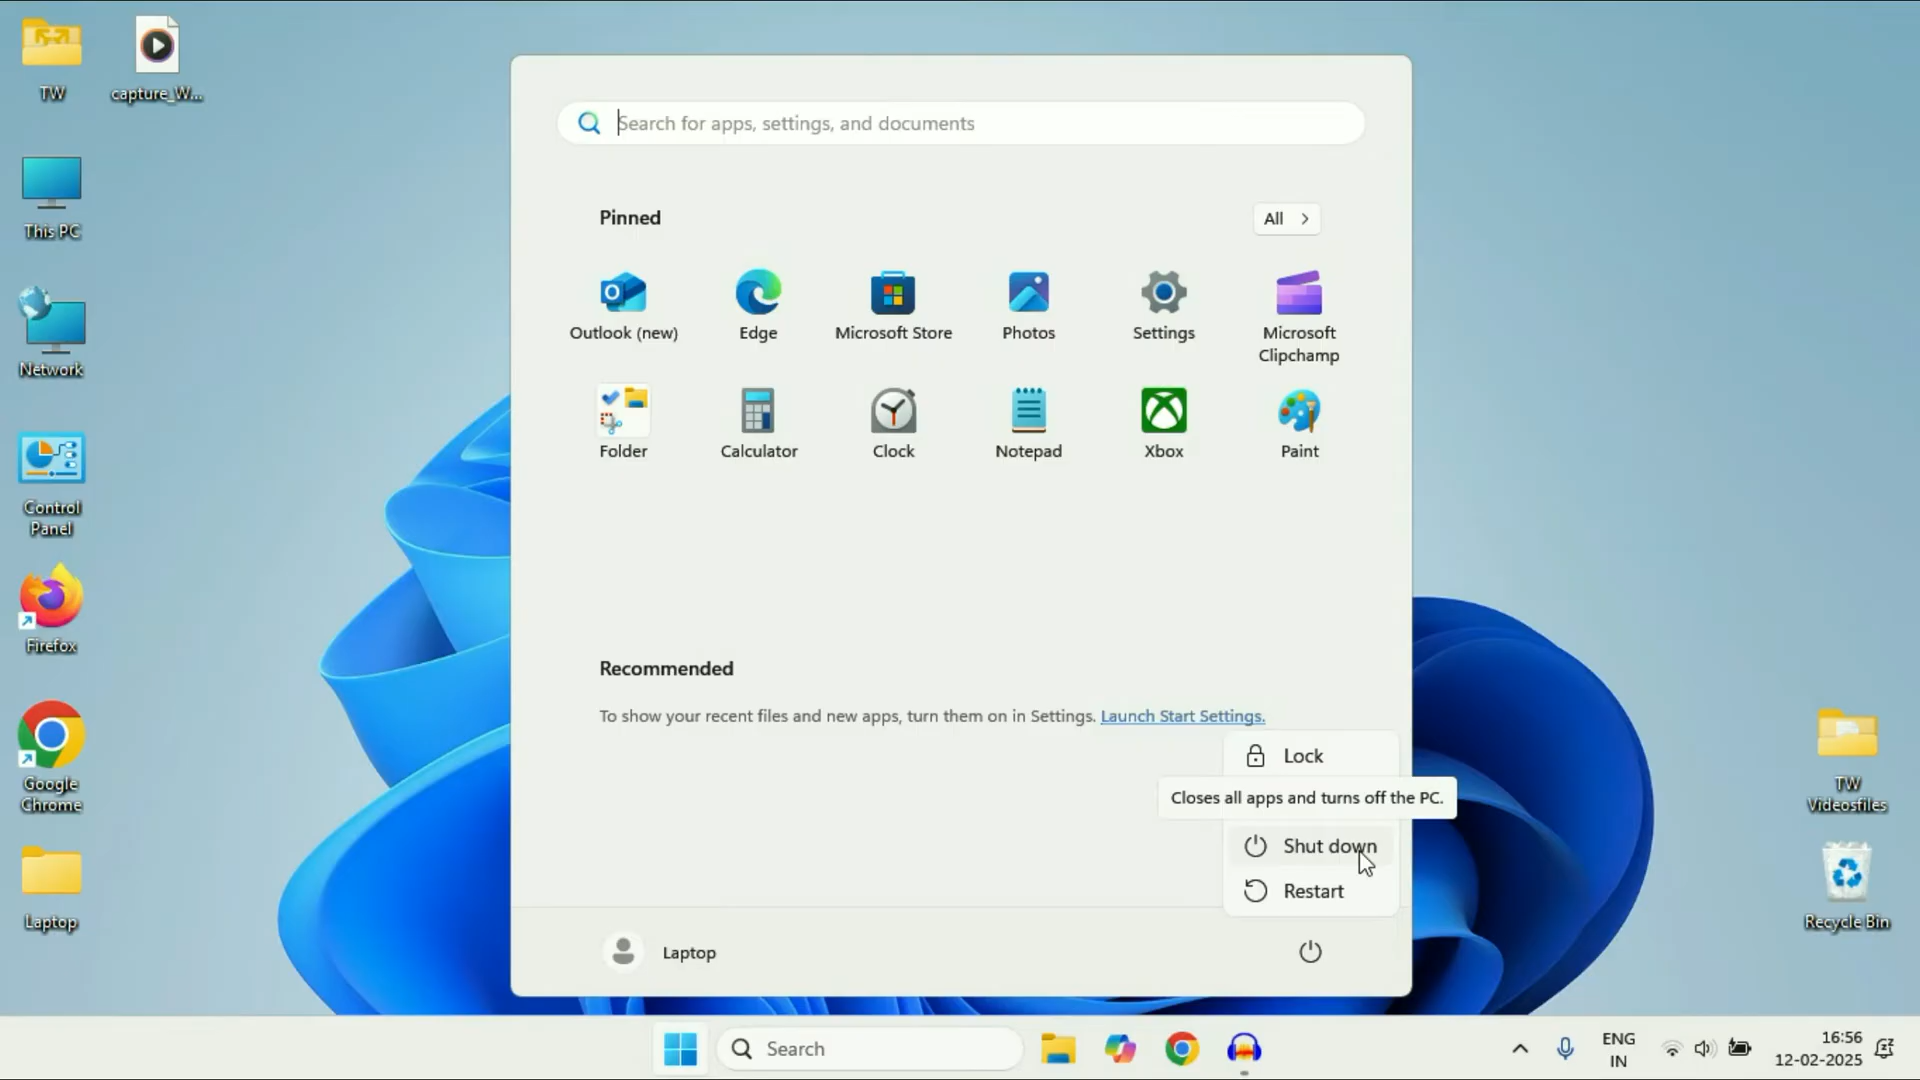 TW
capture_W...
This PC
Network
Control
Panel
Firefox
Google
Chrome
Laptop
Search for apps, settings, and documents
Pinned
All
Outlook (new)
Edge
Microsoft Store
Photos
Settings
Microsoft
Clipchamp
Folder
Calculator
Clock
Notepad
Xbox
Paint
Recommended
To show your recent files and new apps, turn them on in Settings. Launch Start Settings.
Lock
Closes all apps and turns off the PC.
Shut down
Restart
Laptop
TW
Videosfiles
Recycle Bin
Search
ENG
IN
16:56
12-02-2025